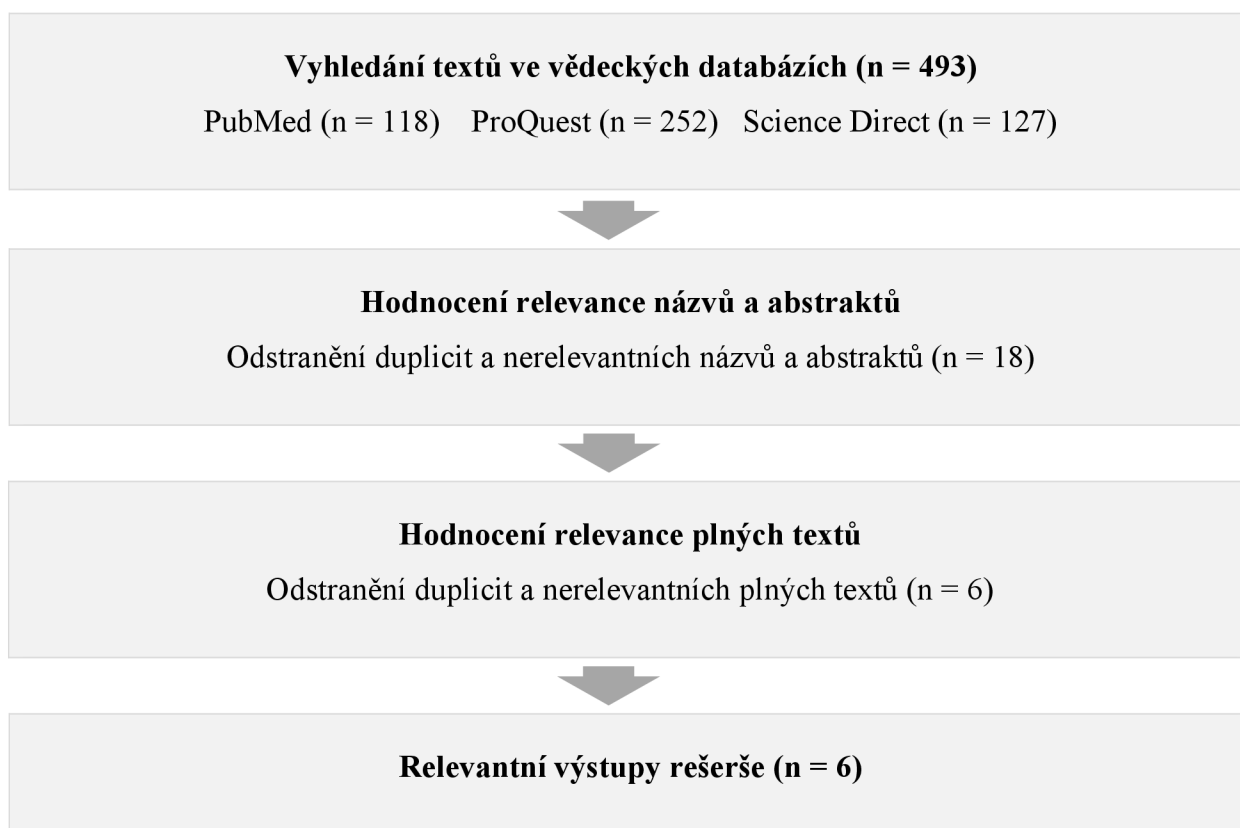 Vyhledání textů ve vědeckých databázích (n = 493)
PubMed (n = 118) ProQuest (n = 252) Science Direct (n = 127)
Hodnocení relevance názvů a abstraktů
Odstranění duplicit a nerelevantních názvů a abstraktů (n = 18)
Hodnocení relevance plných textů
Odstranění duplicit a nerelevantních plných textů (n = 6)
Relevantní výstupy rešerše (n = 6)